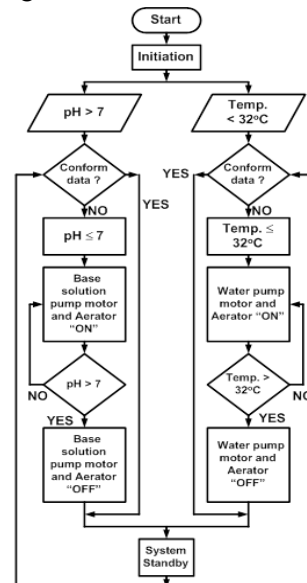 Start
Initiation
pH > 7
Conform
data ?
YES
NO
pH ≤ 7
Base
solution
pump motor
and Aerator
“ON”
pH > 7
NO
YES
Base
solution
pump motor
and Aerator
“OFF”
Temp.
< 32°C
Conform
data ?
YES
NO
Temp. ≤
32°C
Water pump
motor and
Aerator “ON”
Temp. >
32°C
NO
YES
Water pump
motor and
Aerator
“OFF”
System
Standby